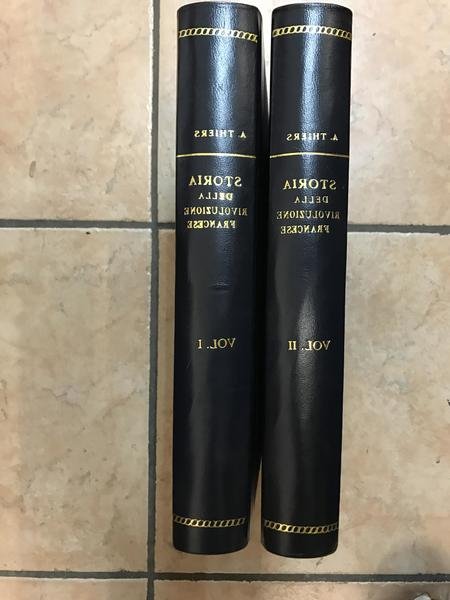 A. THIERS
STORIA
DELLA
RIVOLUZIONE
FRANCESE
VOL. I
A. THIERS
STORIA
DELLA
RIVOLUZIONE
FRANCESE
VOL. II